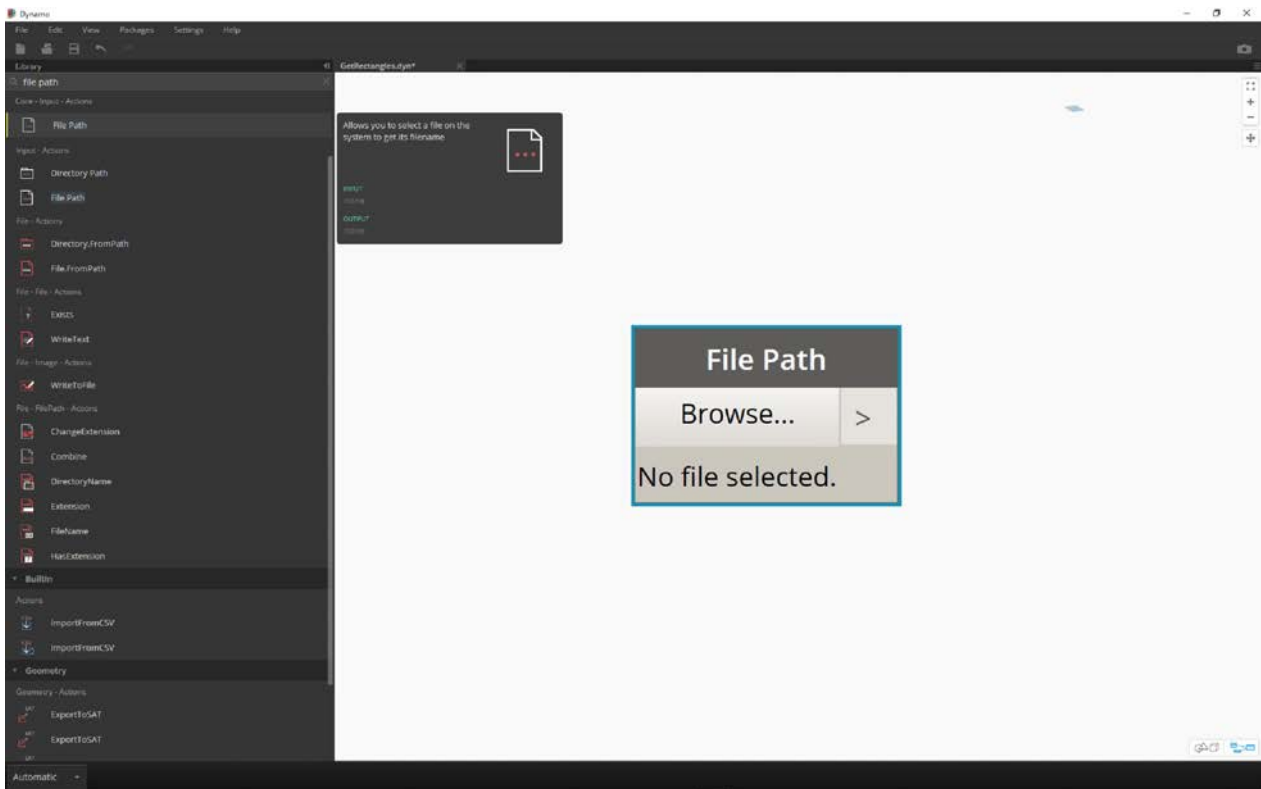 Dynamo
File Edit View Packages Settings Help
Library
GetRectangles.dyn*
file path
Core - Input - Actions
File Path
Input - Actions
Directory Path
File Path
File - Actions
Directory.FromPath
File.FromPath
File - File - Actions
Exists
WriteText
File - Image - Actions
WriteToFile
File - FilePath - Actions
ChangeExtension
Combine
DirectoryName
Extension
FileName
HasExtension
BuiltIn
Actions
ImportFromCSV
ImportFromCSV
Geometry
Geometry - Actions
ExportToSAT
ExportToSAT
Automatic
Allows you to select a file on the
system to get its filename
INPUT
OUTPUT
File Path
Browse... >
No file selected.